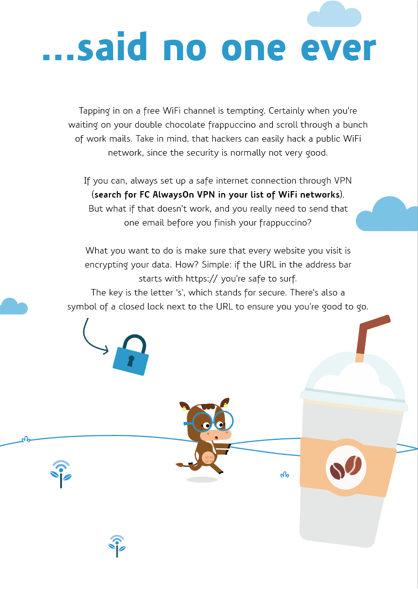 ...said no one ever
Tapping in on a free WiFi channel is tempting. Certainly when you're
waiting on your double chocolate frappuccino and scroll through a bunch
of work mails. Take in mind, that hackers can easily hack a public WiFi
network, since the security is normally not very good.
If you can, always set up a safe internet connection through VPN
(search for FC AlwaysOn VPN in your list of WiFi networks).
But what if that doesn't work, and you really need to send that
one email before you finish your frappuccino?
What you want to do is make sure that every website you visit is
encrypting your data. How? Simple: if the URL in the address bar
starts with https:// you're safe to surf.
The key is the letter 's', which stands for secure. There's also a
symbol of a closed lock next to the URL to ensure you you're good to go.